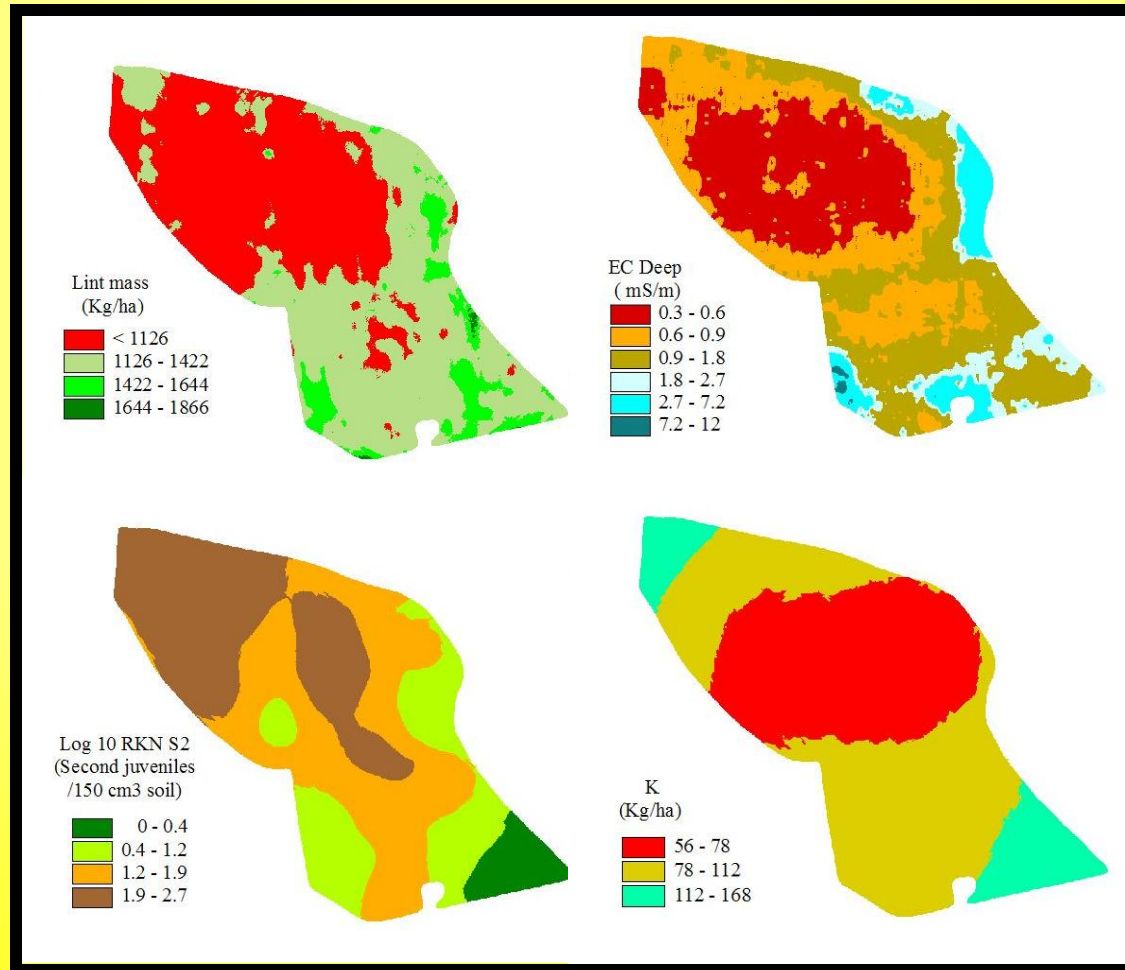 Lint mass
(Kg/ha)
< 1126
1126 - 1422
1422 - 1644
1644 - 1866
EC Deep
( mS/m)
0.3 - 0.6
0.6 - 0.9
0.9 - 1.8
1.8 - 2.7
2.7 - 7.2
7.2 - 12
Log 10 RKN S2
(Second juveniles
/150 cm3 soil)
0 - 0.4
0.4 - 1.2
1.2 - 1.9
1.9 - 2.7
K
(Kg/ha)
56 - 78
78 - 112
112 - 168